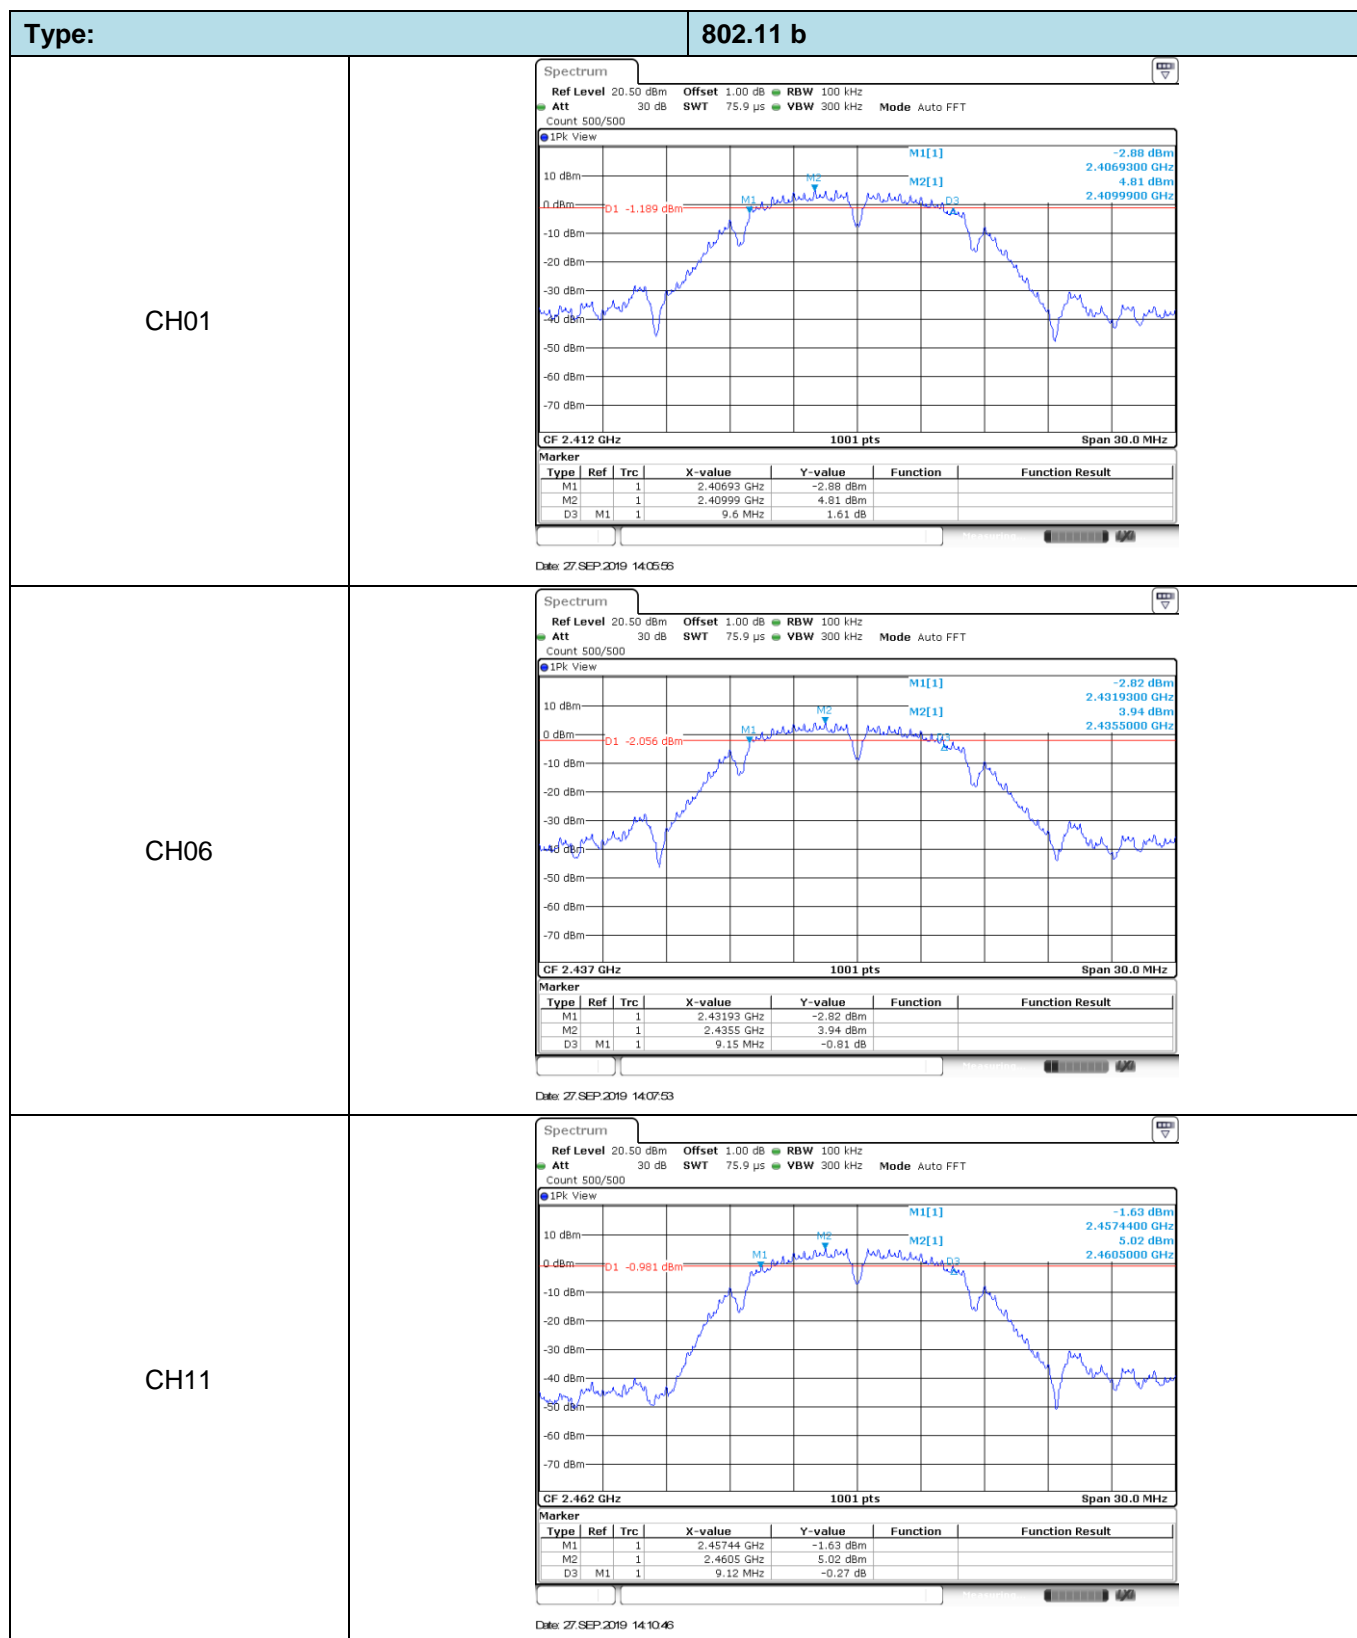 Type: 802.11 b
CH01
Spectrum
Ref Level 20.50 dBm Offset 1.00 dB RBW 100 kHz
Att 30 dB SWT 75.9 µs VBW 300 kHz Mode Auto FFT
Count 500/500
1Pk View
M1[1] -2.88 dBm
2.4069300 GHz
M2[1] 4.81 dBm
2.4099900 GHz
10 dBm
M2
0 dBm
M1
D3
D1 -1.189 dBm
-10 dBm
-20 dBm
-30 dBm
-40 dBm
-50 dBm
-60 dBm
-70 dBm
CF 2.412 GHz 1001 pts Span 30.0 MHz
Marker
Type Ref Trc X-value Y-value Function Function Result
M1 1 2.40693 GHz -2.88 dBm
M2 1 2.40999 GHz 4.81 dBm
D3 M1 1 9.6 MHz 1.61 dB
Measuring
Date: 27.SEP.2019 14:05:56
CH06
Spectrum
Ref Level 20.50 dBm Offset 1.00 dB RBW 100 kHz
Att 30 dB SWT 75.9 µs VBW 300 kHz Mode Auto FFT
Count 500/500
1Pk View
M1[1] -2.82 dBm
2.4319300 GHz
M2[1] 3.94 dBm
2.4355000 GHz
10 dBm
M2
0 dBm
M1
D3
D1 -2.056 dBm
-10 dBm
-20 dBm
-30 dBm
-40 dBm
-50 dBm
-60 dBm
-70 dBm
CF 2.437 GHz 1001 pts Span 30.0 MHz
Marker
Type Ref Trc X-value Y-value Function Function Result
M1 1 2.43193 GHz -2.82 dBm
M2 1 2.4355 GHz 3.94 dBm
D3 M1 1 9.15 MHz -0.81 dB
Measuring
Date: 27.SEP.2019 14:07:53
CH11
Spectrum
Ref Level 20.50 dBm Offset 1.00 dB RBW 100 kHz
Att 30 dB SWT 75.9 µs VBW 300 kHz Mode Auto FFT
Count 500/500
1Pk View
M1[1] -1.63 dBm
2.4574400 GHz
M2[1] 5.02 dBm
2.4605000 GHz
10 dBm
M2
0 dBm
M1
D3
D1 -0.981 dBm
-10 dBm
-20 dBm
-30 dBm
-40 dBm
-50 dBm
-60 dBm
-70 dBm
CF 2.462 GHz 1001 pts Span 30.0 MHz
Marker
Type Ref Trc X-value Y-value Function Function Result
M1 1 2.45744 GHz -1.63 dBm
M2 1 2.4605 GHz 5.02 dBm
D3 M1 1 9.12 MHz -0.27 dB
Measuring
Date: 27.SEP.2019 14:10:46